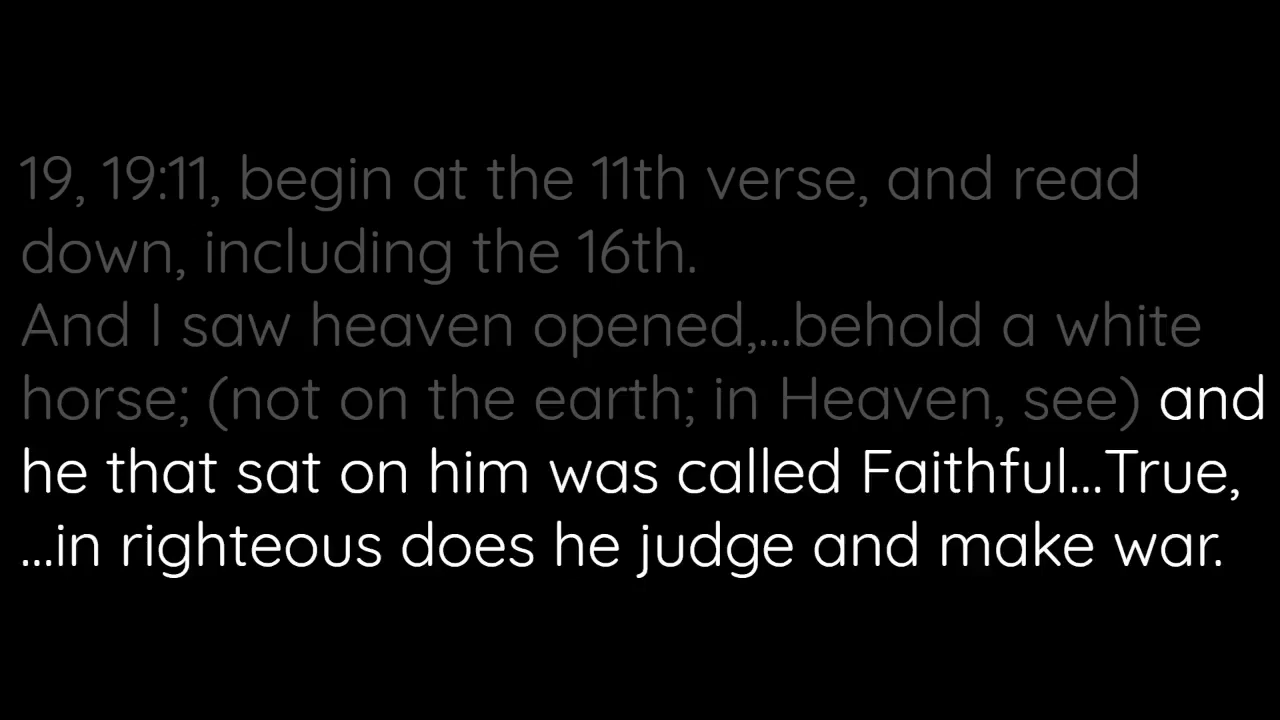 19, 19:11, begin at the 11th verse, and read
down, including the 16th.
And I saw heaven opened,...behold a white
horse; (not on the earth; in Heaven, see) and
he that sat on him was called Faithful...True,
...in righteous does he judge and make war.